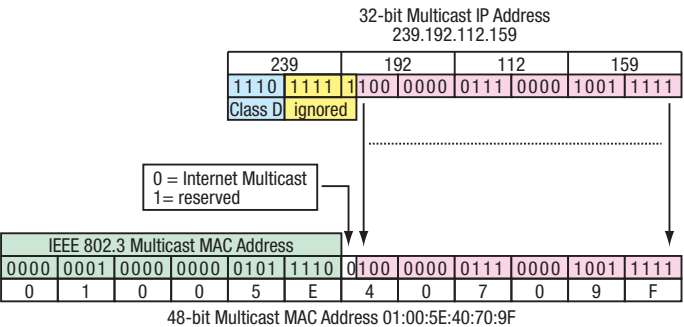 32-bit Multicast IP Address
239.192.112.159
239 192 112 159
1110 1111 1100 0000 0111 0000 1001 1111
Class D ignored
0 = Internet Multicast
1= reserved
IEEE 802.3 Multicast MAC Address
0000 0001 0000 0000 0101 1110 0100 0000 0111 0000 1001 1111
0 1 0 0 5 E 4 0 7 0 9 F
48-bit Multicast MAC Address 01:00:5E:40:70:9F